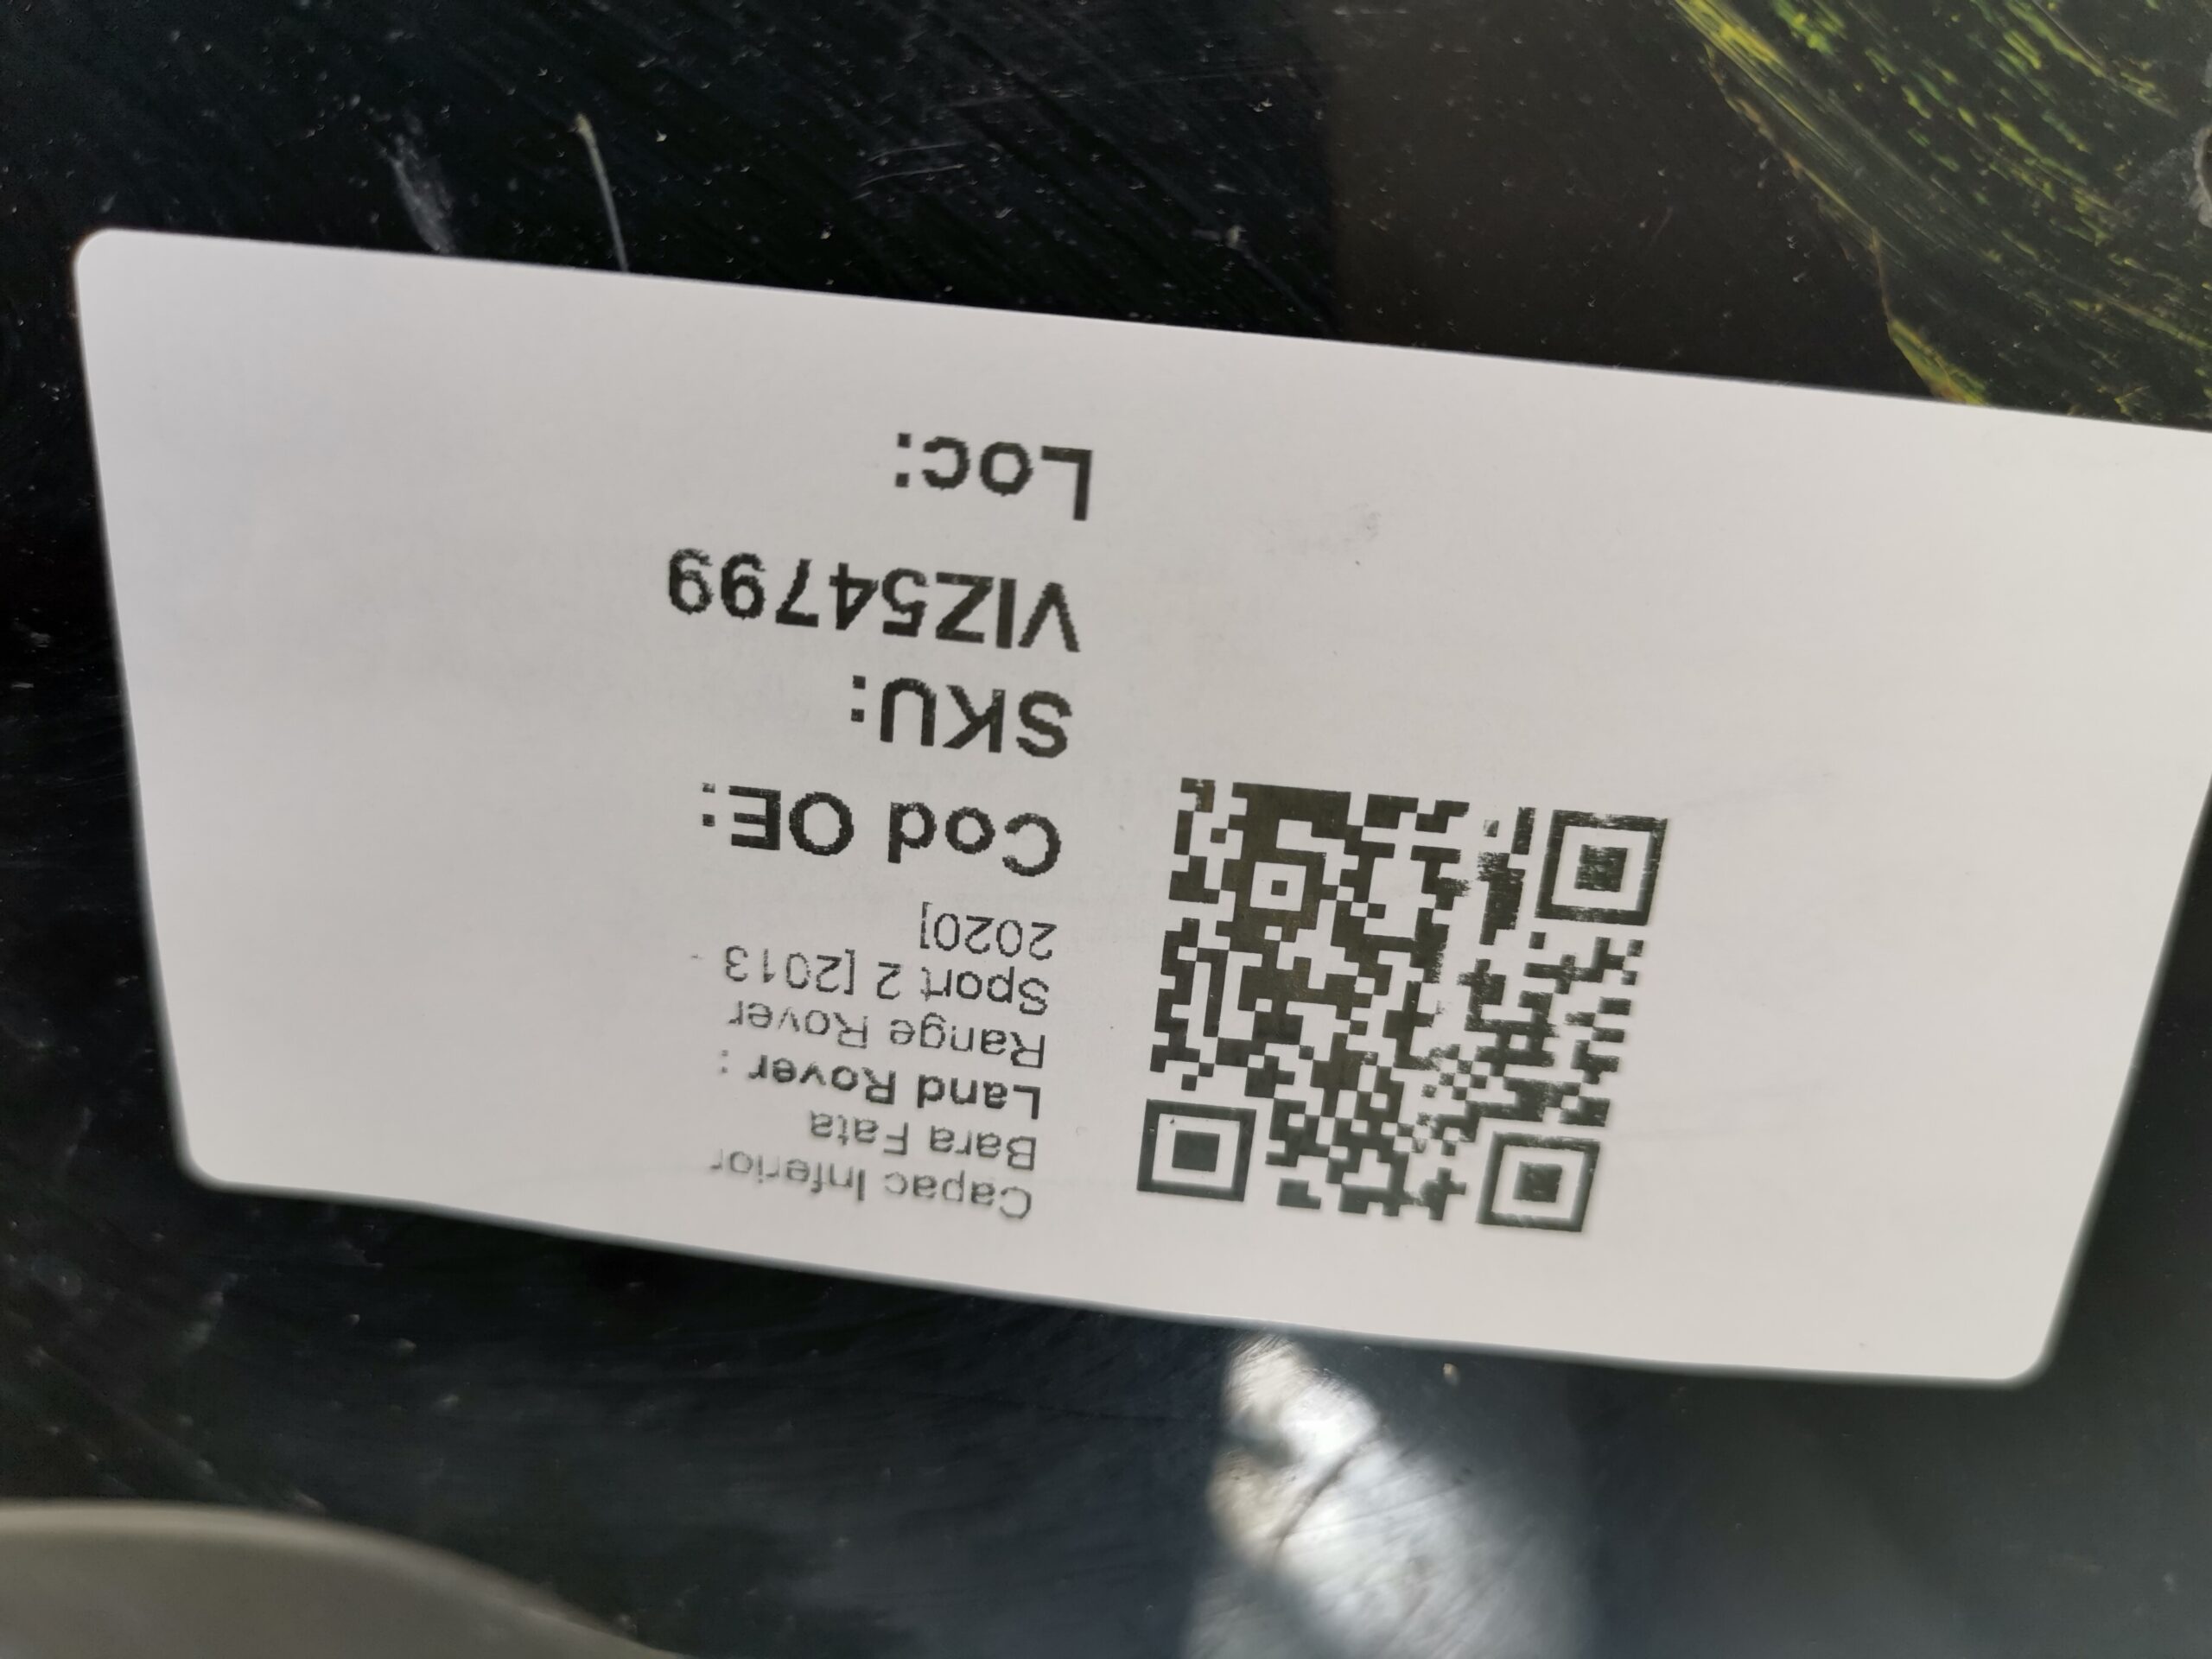 Capac Inferior
Bara Fata
Land Rover :
Range Rover
Sport 2 [2013 -
2020]
Cod OE:
SKU:
VIZ54799
Loc: